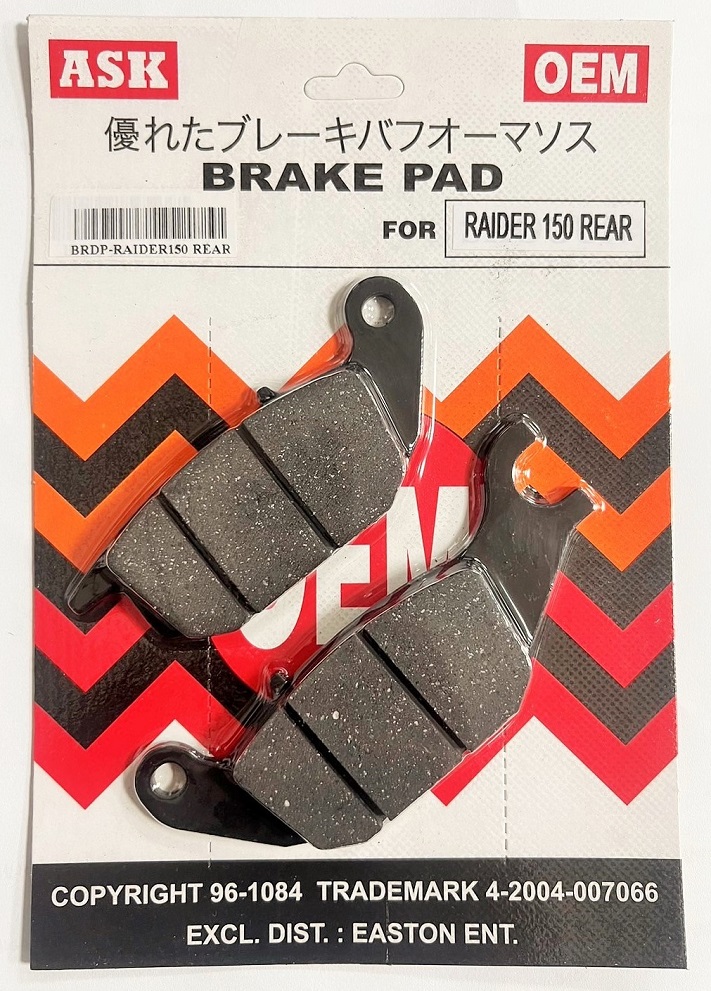 ASK
OEM
優れたブレーキバフオーマソス
BRAKE PAD
BRDP-RAIDER150 REAR
FOR RAIDER 150 REAR
OEM
COPYRIGHT 96-1084 TRADEMARK 4-2004-007066
EXCL. DIST. : EASTON ENT.